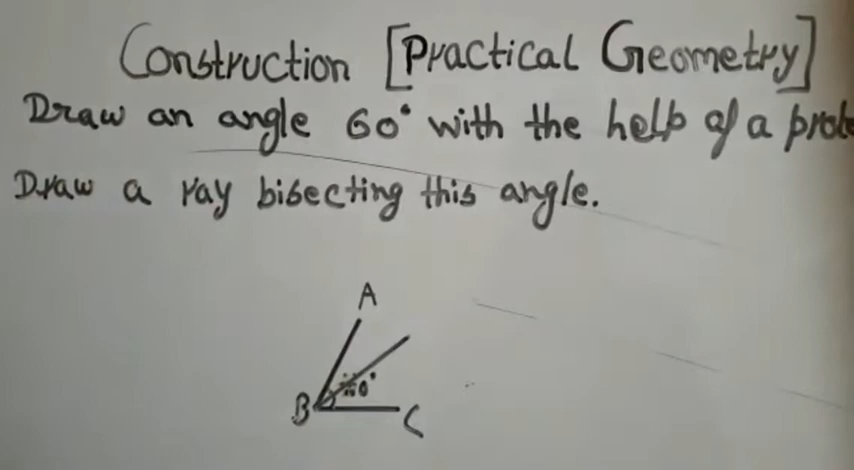 Construction [Practical Geometry]
Draw an angle 60° with the help of a
Draw a ray bisecting this angle.
A
60°
B
C